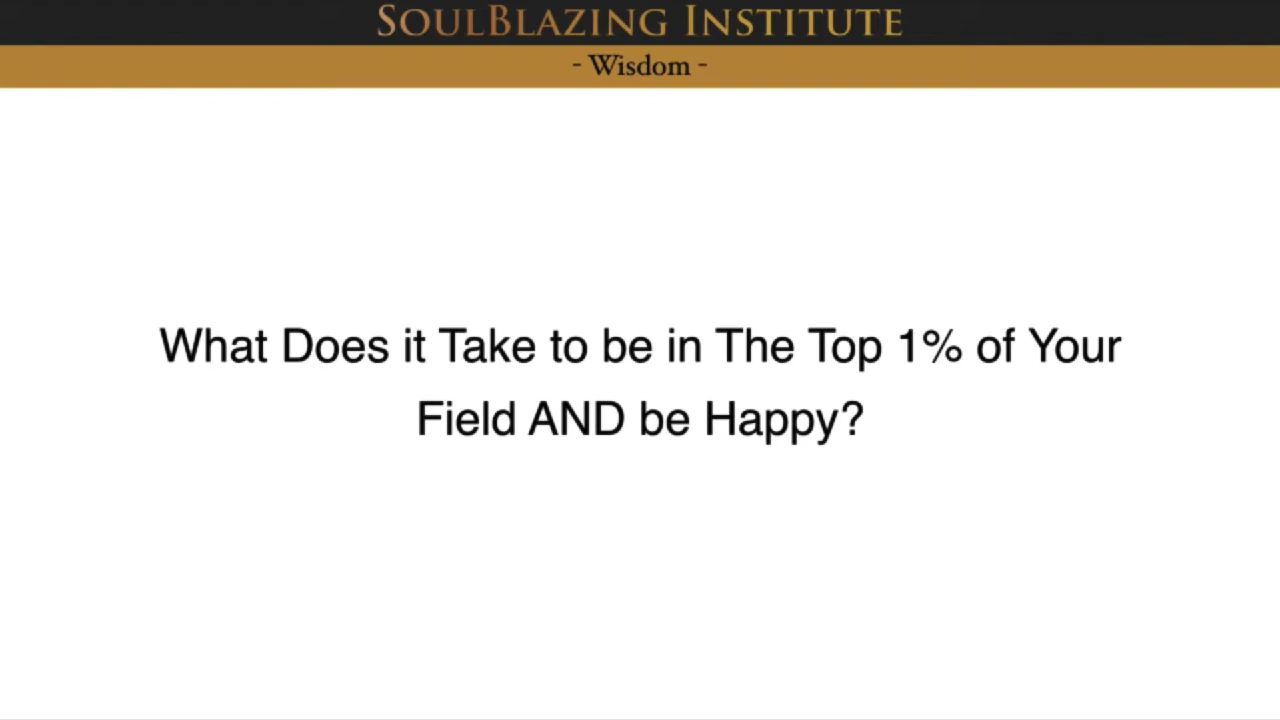 SoulBlazing Institute
- Wisdom -
What Does it Take to be in The Top 1% of Your
Field AND be Happy?